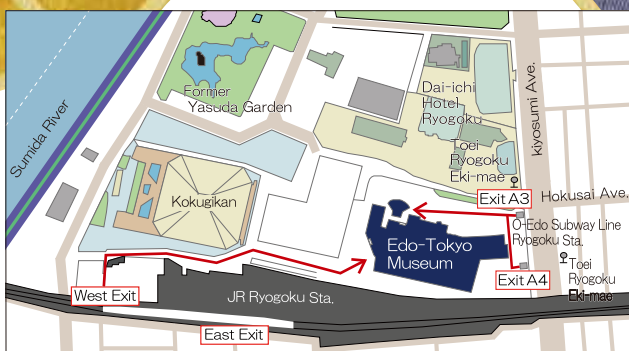 Sumida River
Former
Yasuda Garden
Dai-ichi
Hotel
Ryogoku
Toei
Ryogoku
Eki-mae
kiyosumi Ave.
Kokugikan
Exit A3
Hokusai Ave.
O-Edo Subway Line
Ryogoku Sta.
Edo-Tokyo
Museum
Exit A4
Toei
Ryogoku
Eki-mae
West Exit
JR Ryogoku Sta.
East Exit